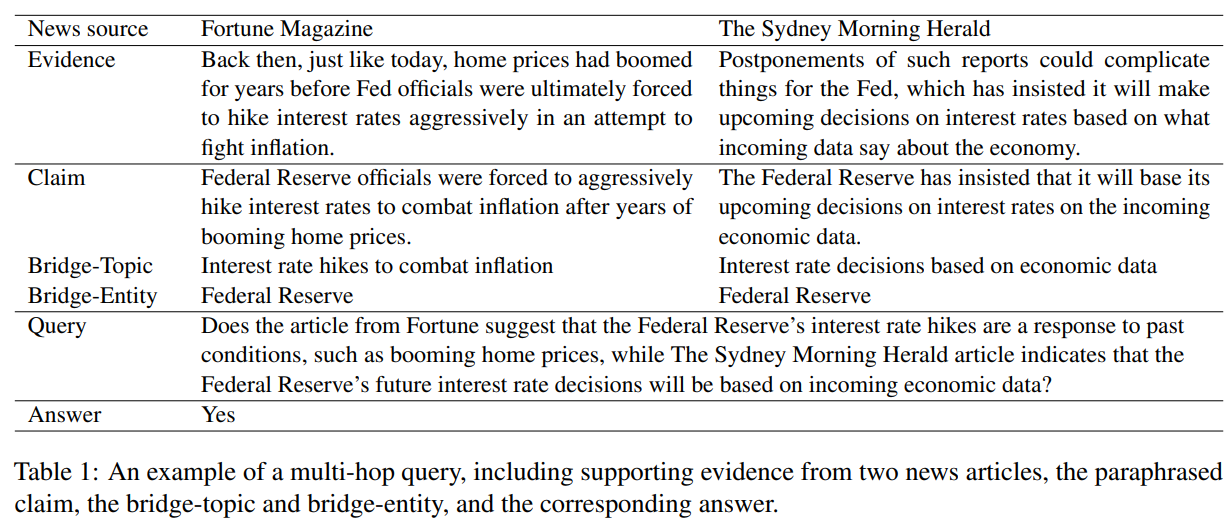 News source Fortune Magazine The Sydney Morning Herald
Evidence Back then, just like today, home prices had boomed Postponements of such reports could complicate
for years before Fed officials were ultimately forced things for the Fed, which has insisted it will make
to hike interest rates aggressively in an attempt to upcoming decisions on interest rates based on what
fight inflation. incoming data say about the economy.
Claim Federal Reserve officials were forced to aggressively The Federal Reserve has insisted that it will base its
hike interest rates to combat inflation after years of upcoming decisions on interest rates on the incoming
booming home prices. economic data.
Bridge-Topic Interest rate hikes to combat inflation Interest rate decisions based on economic data
Bridge-Entity Federal Reserve Federal Reserve
Query Does the article from Fortune suggest that the Federal Reserve's interest rate hikes are a response to past
conditions, such as booming home prices, while The Sydney Morning Herald article indicates that the
Federal Reserve's future interest rate decisions will be based on incoming economic data?
Answer Yes
Table 1: An example of a multi-hop query, including supporting evidence from two news articles, the paraphrased
claim, the bridge-topic and bridge-entity, and the corresponding answer.